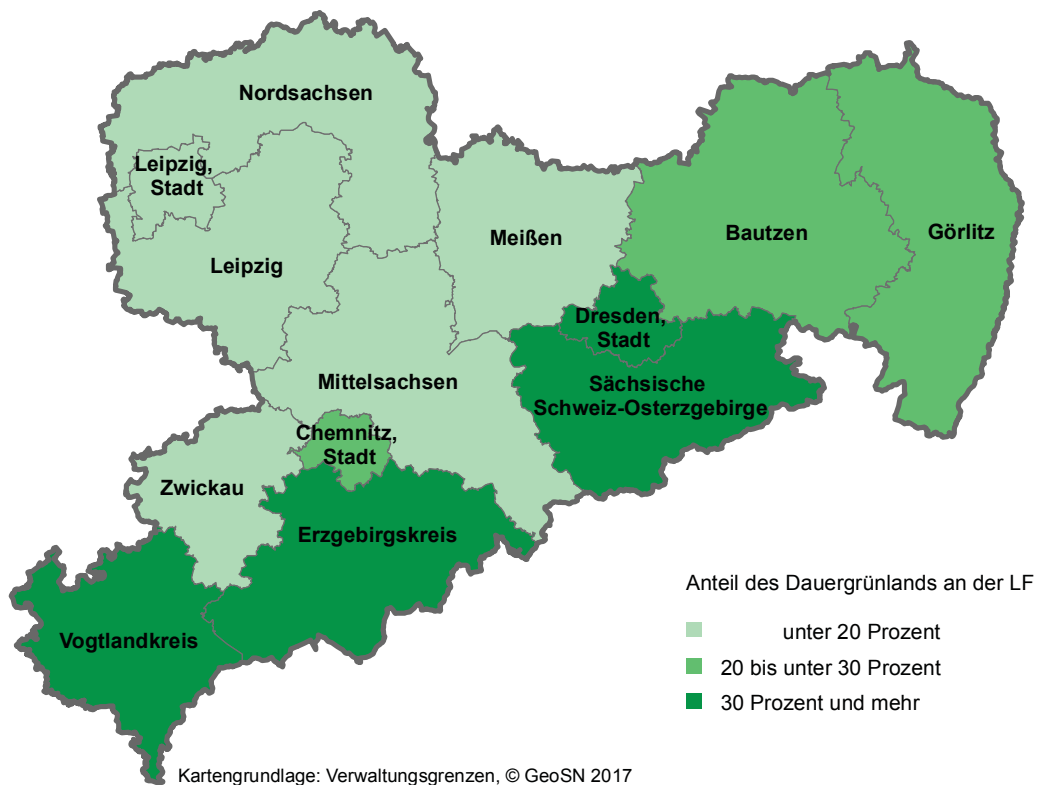 Nordsachsen
Leipzig,
Stadt
Leipzig
Meißen
Bautzen
Görlitz
Dresden,
Stadt
Mittelsachsen
Sächsische
Schweiz-Osterzgebirge
Chemnitz,
Stadt
Zwickau
Erzgebirgskreis
Vogtlandkreis
Anteil des Dauergrünlands an der LF
unter 20 Prozent
20 bis unter 30 Prozent
30 Prozent und mehr
Kartengrundlage: Verwaltungsgrenzen, © GeoSN 2017